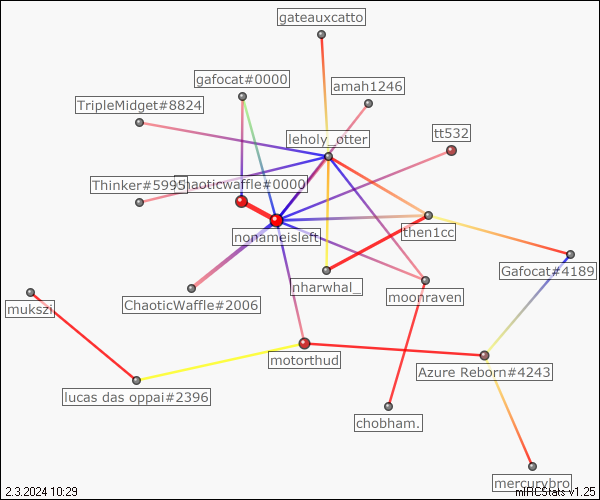 gateauxcatto
gafocat#0000
amah1246
TripleMidget#8824
tt532
leholy_otter
Thinker#5995
Chaoticwaffle#0000
nonameisleft
then1cc
Gafocat#4189
nharwhal_
moonraven
ChaoticWaffle#2006
mukszi
motorthud
Azure Reborn#4243
lucas das oppai#2396
chobham.
mercurybro
2.3.2024 10:29
mIRCStats v1.25